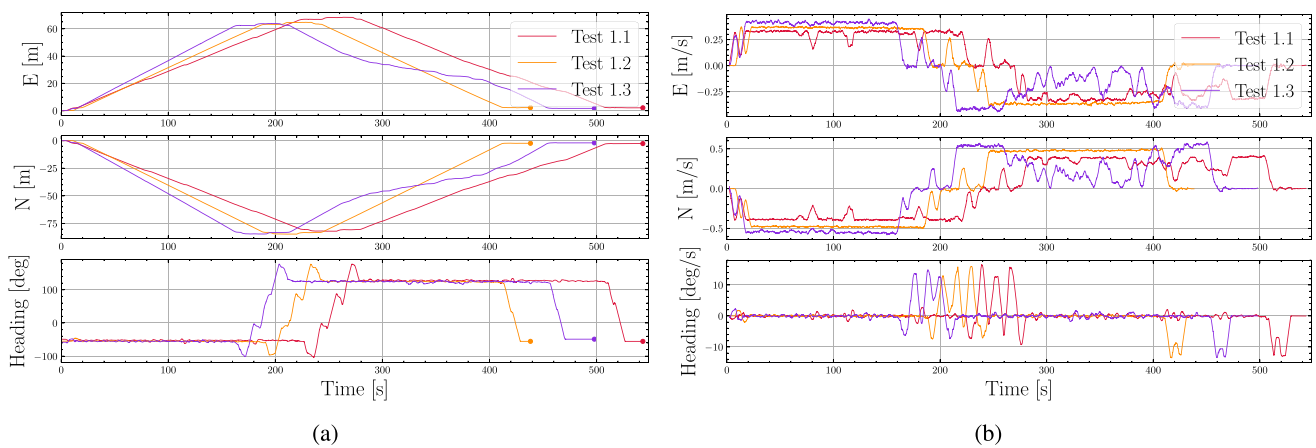 60
40
20
0
E [m]
0 100 200 300 400 500
Test 1.1
Test 1.2
Test 1.3
0
−25
−50
−75
N [m]
0 100 200 300 400 500
100
0
−100
Heading [deg]
0 100 200 300 400 500
Time [s]
(a)
0.25
0.00
−0.25
E [m/s]
0 100 200 300 400 500
Test 1.1
Test 1.2
Test 1.3
0.5
0.0
−0.5
N [m/s]
0 100 200 300 400 500
10
0
−10
Heading [deg/s]
0 100 200 300 400 500
Time [s]
(b)